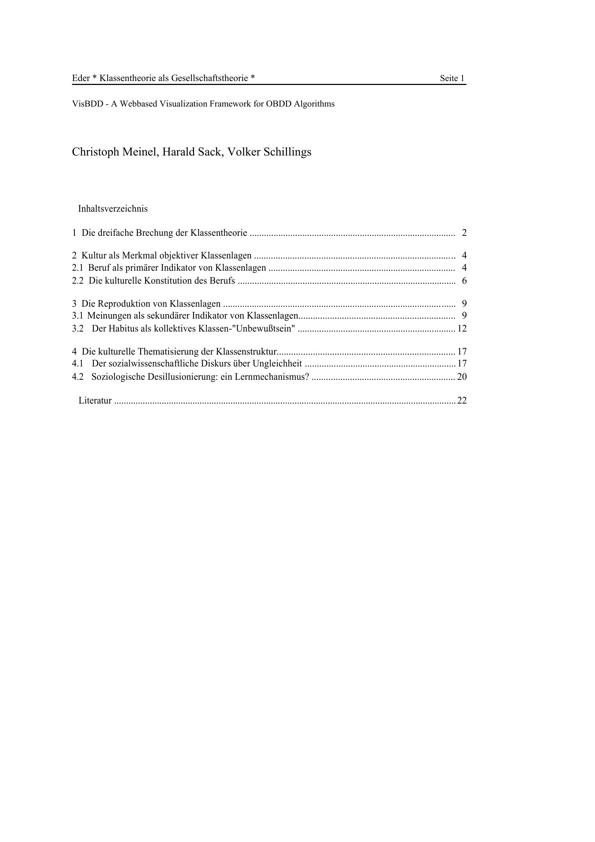 Eder * Klassentheorie als Gesellschaftstheorie * Seite 1
VisBDD - A Webbased Visualization Framework for OBDD Algorithms
Christoph Meinel, Harald Sack, Volker Schillings
Inhaltsverzeichnis
1 Die dreifache Brechung der Klassentheorie ........ 2
2 Kultur als Merkmal objektiver Klassenlagen ........ 4
2.1 Beruf als primärer Indikator von Klassenlagen ........ 4
2.2 Die kulturelle Konstitution des Berufs ........ 6
3 Die Reproduktion von Klassenlagen ........ 9
3.1 Meinungen als sekundärer Indikator von Klassenlagen........ 9
3.2 Der Habitus als kollektives Klassen-"Unbewußtsein" ........ 12
4 Die kulturelle Thematisierung der Klassenstruktur........ 17
4.1 Der sozialwissenschaftliche Diskurs über Ungleichheit ........ 17
4.2 Soziologische Desillusionierung: ein Lernmechanismus? ........ 20
Literatur ........ 22